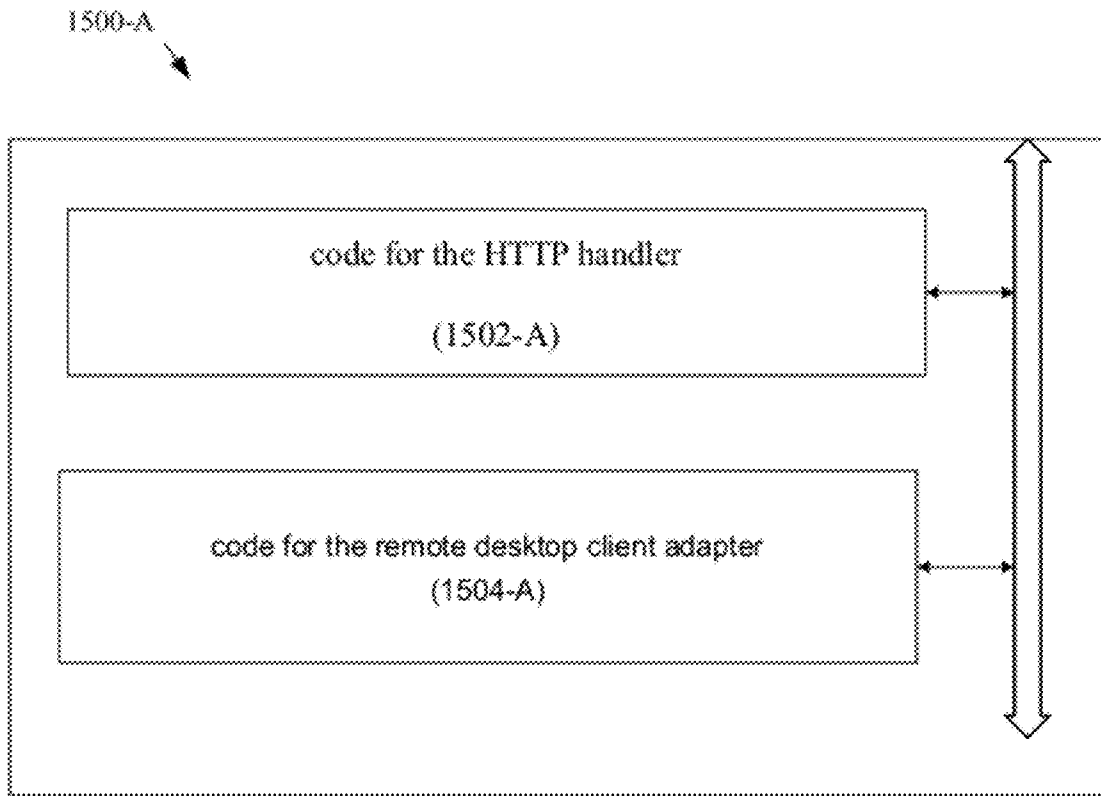 1500-A
code for the HTTP handler
(1502-A)
code for the remote desktop client adapter
(1504-A)